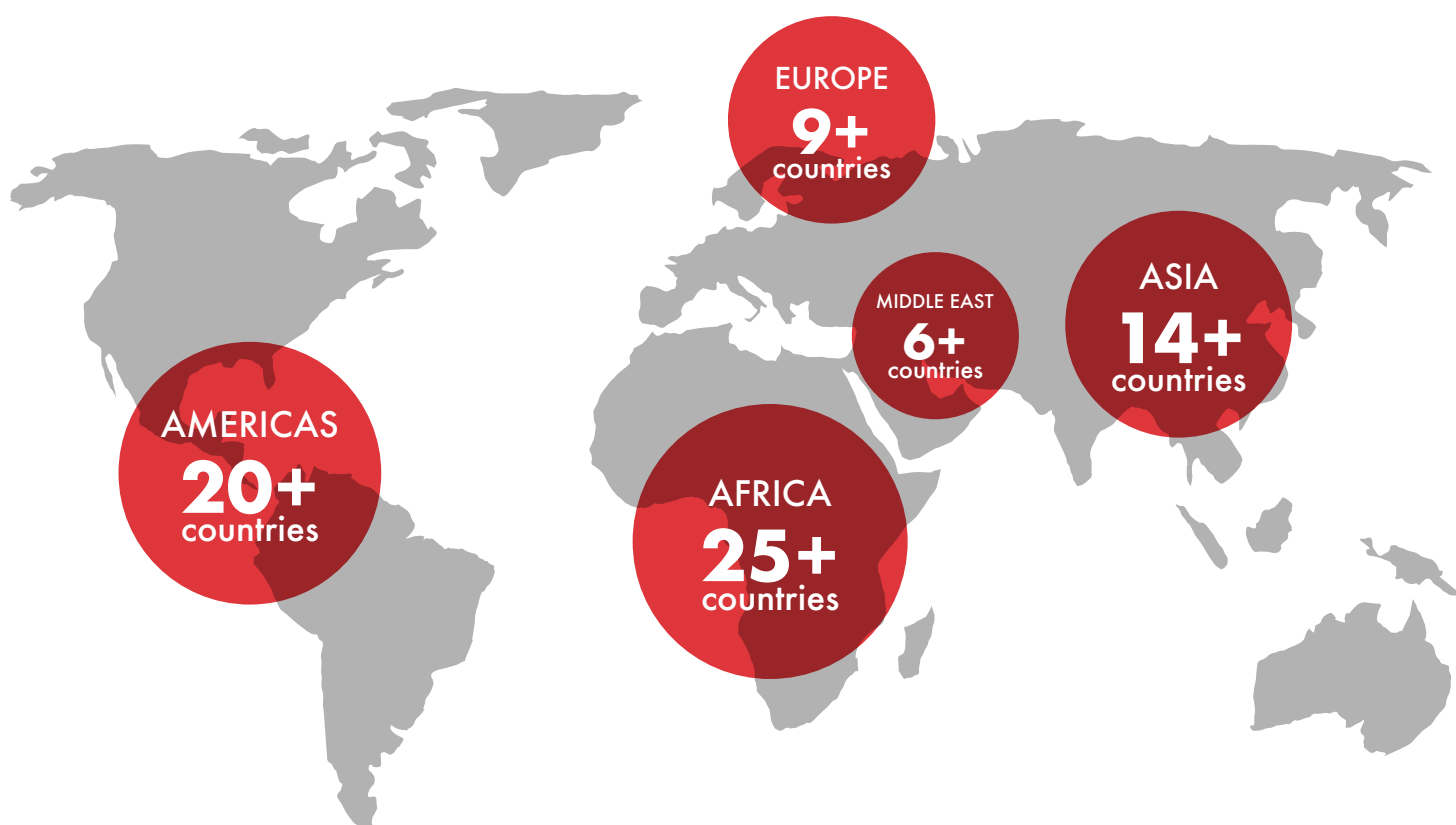 EUROPE
9+
countries
MIDDLE EAST
6+
countries
ASIA
14+
countries
AMERICAS
20+
countries
AFRICA
25+
countries